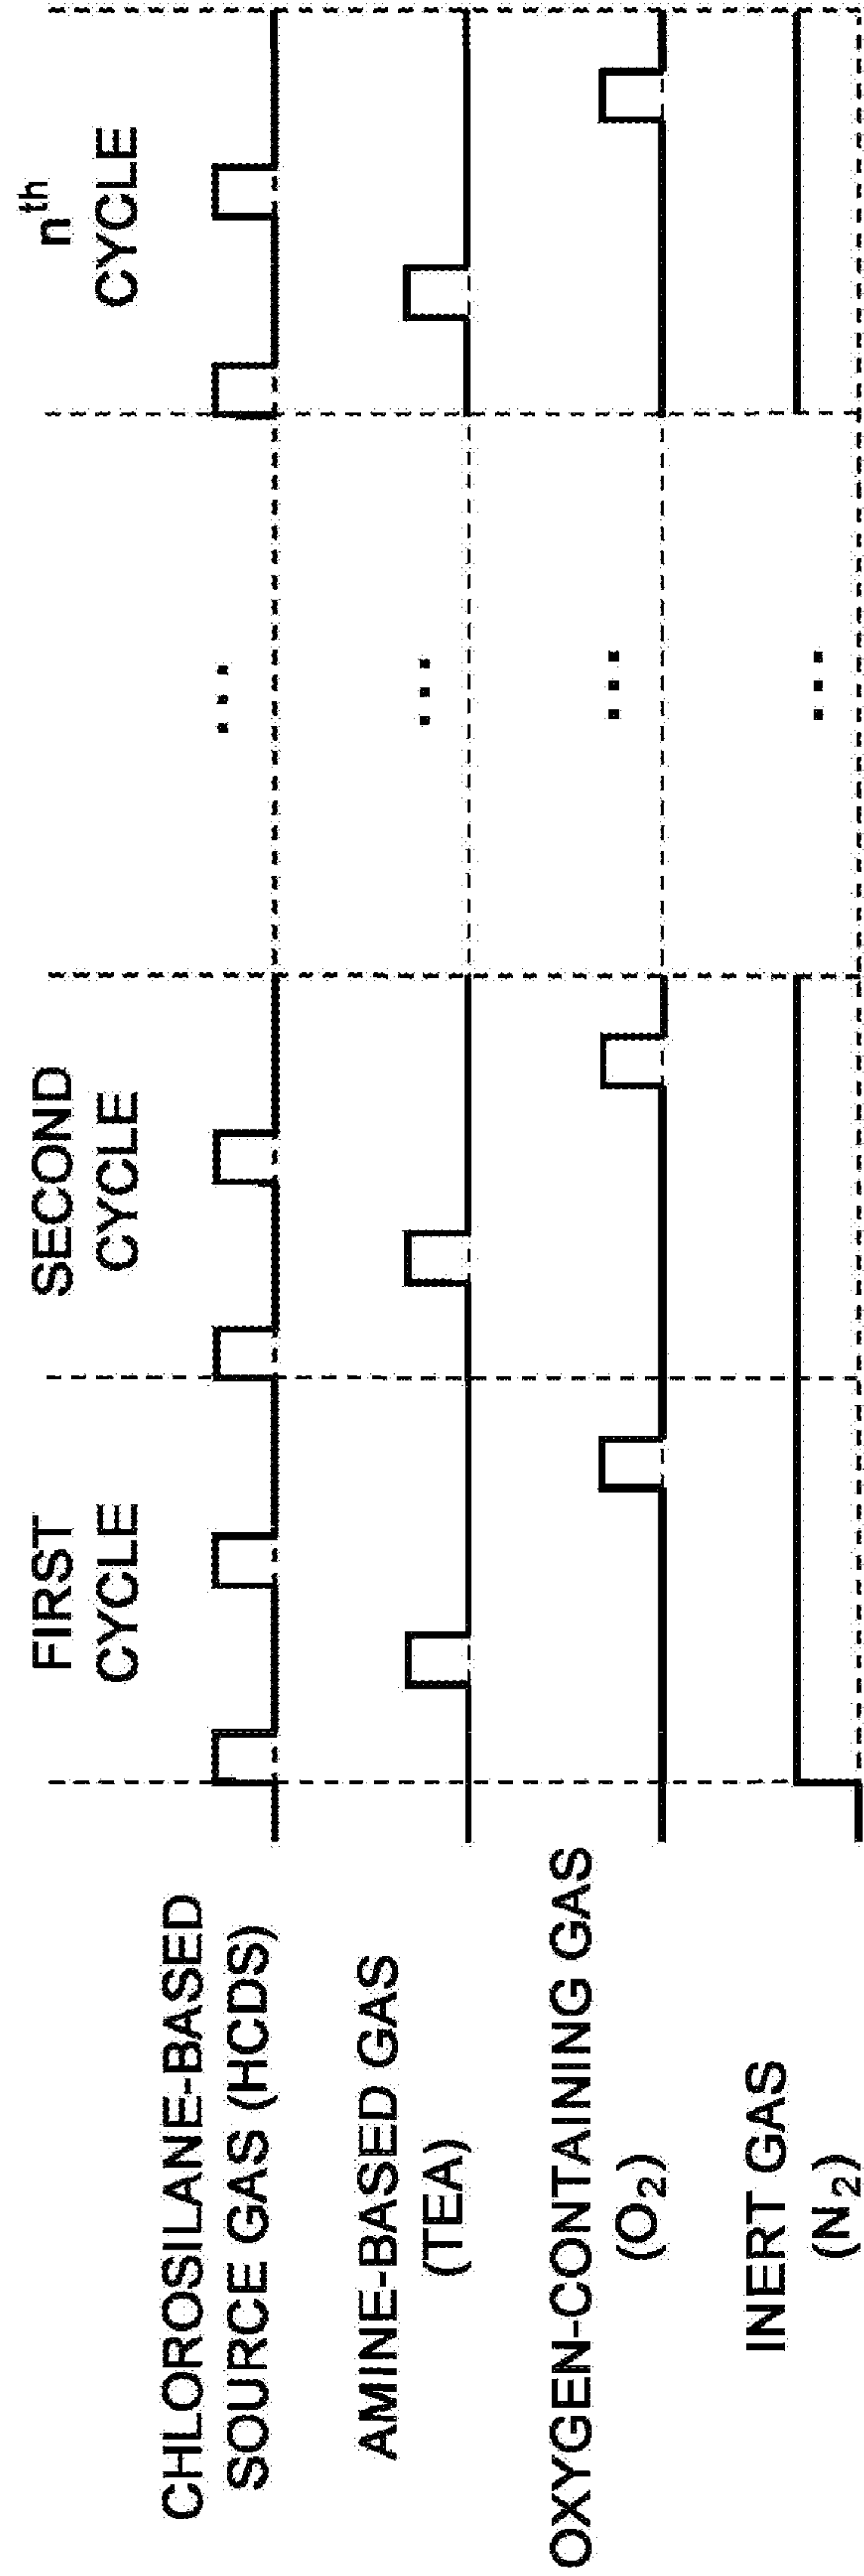 FIRST
CYCLE
SECOND
CYCLE
nth
CYCLE
CHLOROSILANE-BASED
SOURCE GAS (HCDS)
...
AMINE-BASED GAS
(TEA)
...
OXYGEN-CONTAINING GAS
(O2)
...
INERT GAS
(N2)
...